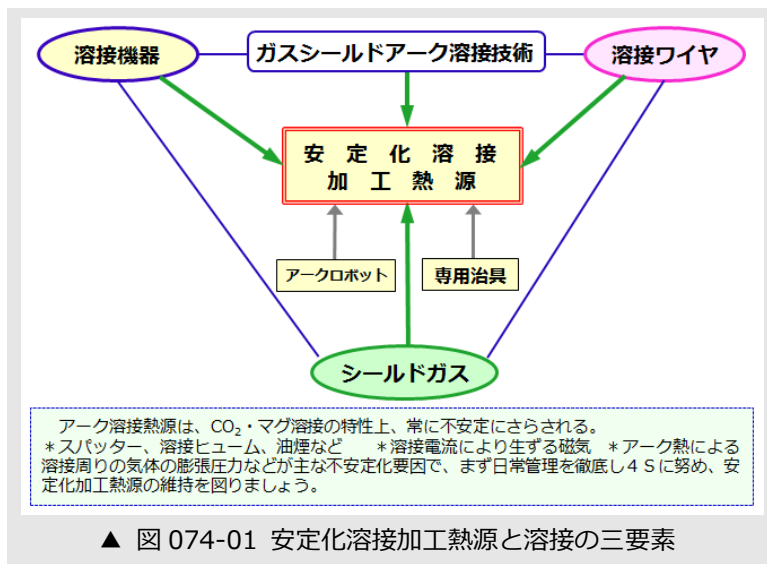 溶接機器
ガスシールドアーク溶接技術
溶接ワイヤ
安定化溶接
加工熱源
アークロボット
専用治具
シールドガス
アーク溶接熱源は、CO₂・マグ溶接の特性上、常に不安定にさらされる。
＊スパッター、溶接ヒューム、油煙など　＊溶接電流により生ずる磁気　＊アーク熱による
溶接周りの気体の膨張圧力などが主な不安定化要因で、まず日常管理を徹底し４Ｓに努め、安
定化加工熱源の維持を図りましょう。
▲ 図 074-01 安定化溶接加工熱源と溶接の三要素